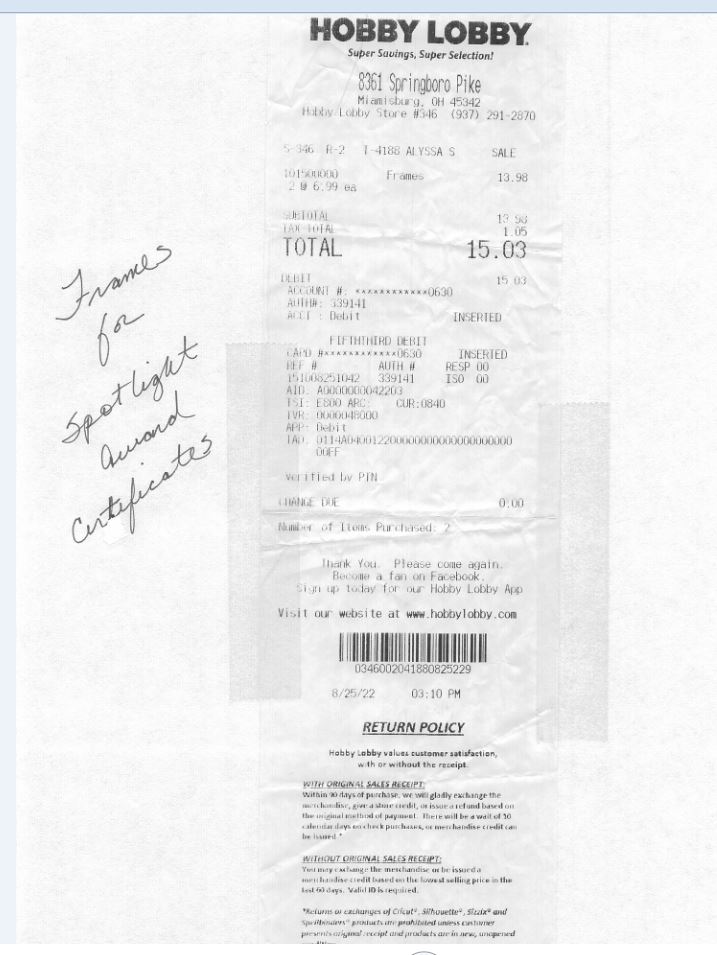 HOBBY LOBBY
Super Savings, Super Selection!
8361 Springboro Pike
Miamisburg, OH 45342
Hobby Lobby Store #346 (937) 291-2870
S-346 R-2 T-4188 ALYSSA S SALE
101500000 Frames 13.98
2 @ 6.99 ea
SUBTOTAL 13.98
TAX TOTAL 1.05
TOTAL 15.03
DEBIT 15.03
ACCOUNT #: ************0630
AUTH#: 339141
ACCT : Debit INSERTED
FIFTHTHIRD DEBIT
CARD #************0630 INSERTED
REF # AUTH # RESP 00
151008251042 339141 ISO 00
AID: A0000000042203
TSI: E800 ARC: CUR:0840
TVR: 0000048000
APP: Debit
IAD: 0114A04001220000000000000000000000
00FF
Verified by PIN
CHANGE DUE 0.00
Number of Items Purchased: 2
Thank You. Please come again.
Become a fan on Facebook.
Sign up today for our Hobby Lobby App
Visit our website at www.hobbylobby.com
0346002041880825229
8/25/22 03:10 PM
RETURN POLICY
Hobby Lobby values customer satisfaction,
with or without the receipt.
WITH ORIGINAL SALES RECEIPT:
Within 90 days of purchase, we will gladly exchange the
merchandise, give a store credit, or issue a refund based on
the original method of payment. There will be a wait of 10
calendar days on check purchases, or merchandise credit can
be issued.*
WITHOUT ORIGINAL SALES RECEIPT:
You may exchange the merchandise or be issued a
merchandise credit based on the lowest selling price in the
last 60 days. Valid ID is required.
*Returns or exchanges of Cricut®, Silhouette®, Sizzix® and
Spellbinders® products are prohibited unless customer
presents original receipt and products are in new, unopened
Frames
for
Spotlight
award
Certificates